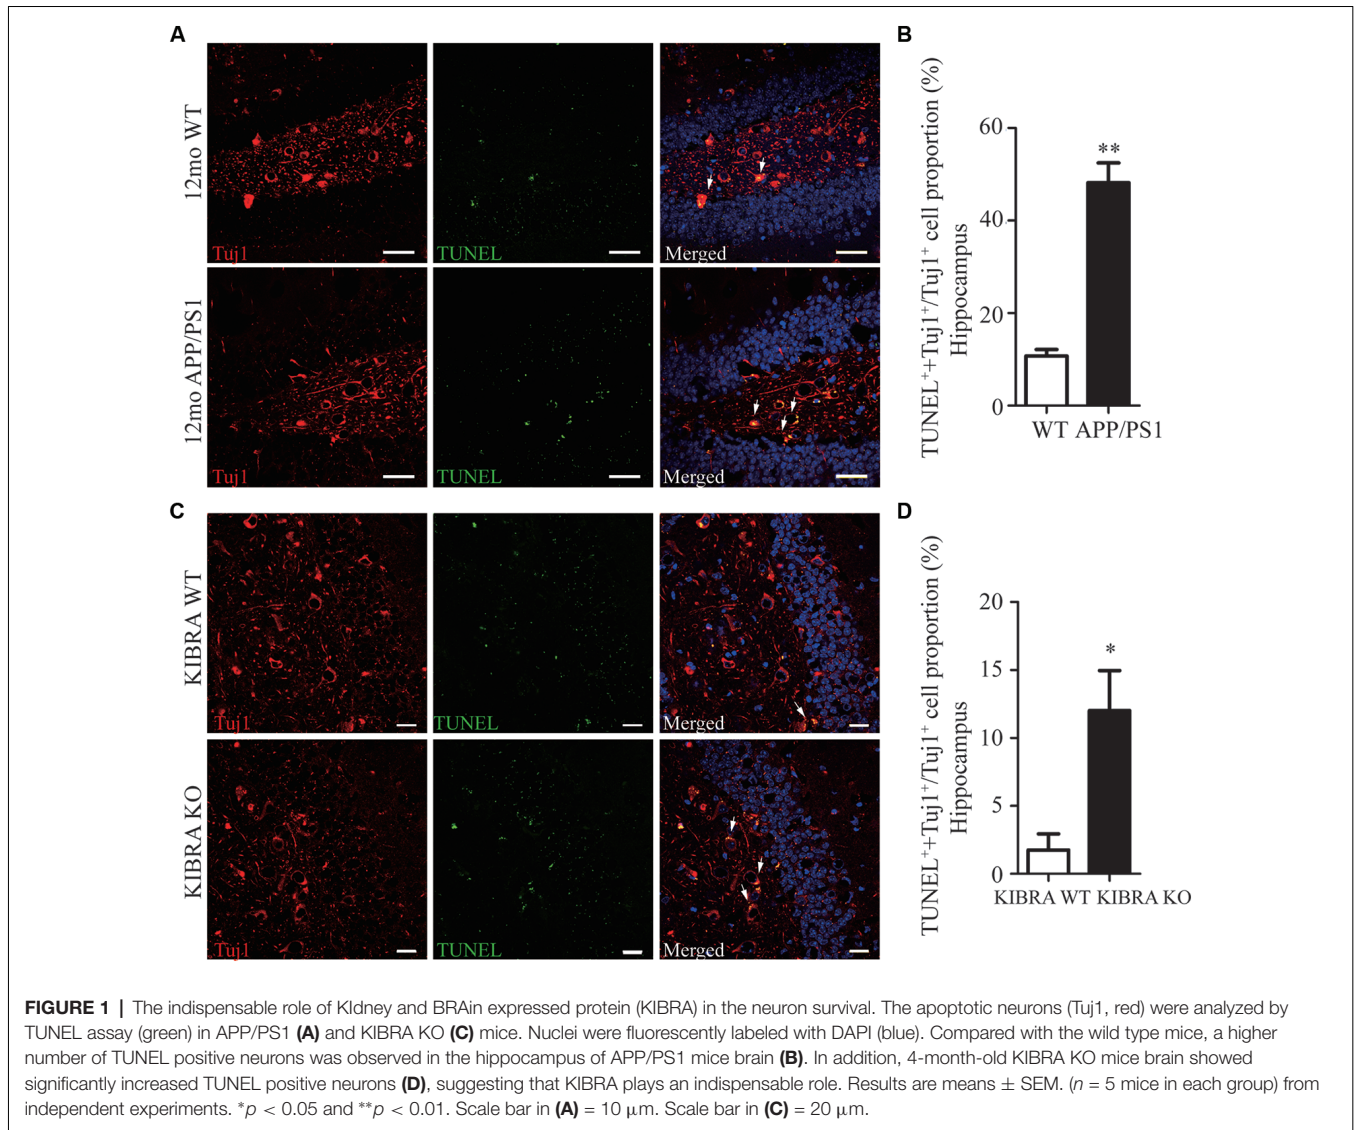 A
B
12mo WT
Tuj1
TUNEL
Merged
12mo APP/PS1
Tuj1
TUNEL
Merged
TUNEL⁺+Tuj1⁺/Tuj1⁺ cell proportion (%)
Hippocampus
60
40
20
0
**
WT APP/PS1
C
D
KIBRA WT
Tuj1
TUNEL
Merged
KIBRA KO
Tuj1
TUNEL
Merged
TUNEL⁺+Tuj1⁺/Tuj1⁺ cell proportion (%)
Hippocampus
20
15
10
5
0
*
KIBRA WT KIBRA KO
FIGURE 1 | The indispensable role of KIdney and BRAin expressed protein (KIBRA) in the neuron survival. The apoptotic neurons (Tuj1, red) were analyzed by
TUNEL assay (green) in APP/PS1 (A) and KIBRA KO (C) mice. Nuclei were fluorescently labeled with DAPI (blue). Compared with the wild type mice, a higher
number of TUNEL positive neurons was observed in the hippocampus of APP/PS1 mice brain (B). In addition, 4-month-old KIBRA KO mice brain showed
significantly increased TUNEL positive neurons (D), suggesting that KIBRA plays an indispensable role. Results are means ± SEM. (n = 5 mice in each group) from
independent experiments. *p < 0.05 and **p < 0.01. Scale bar in (A) = 10 μm. Scale bar in (C) = 20 μm.